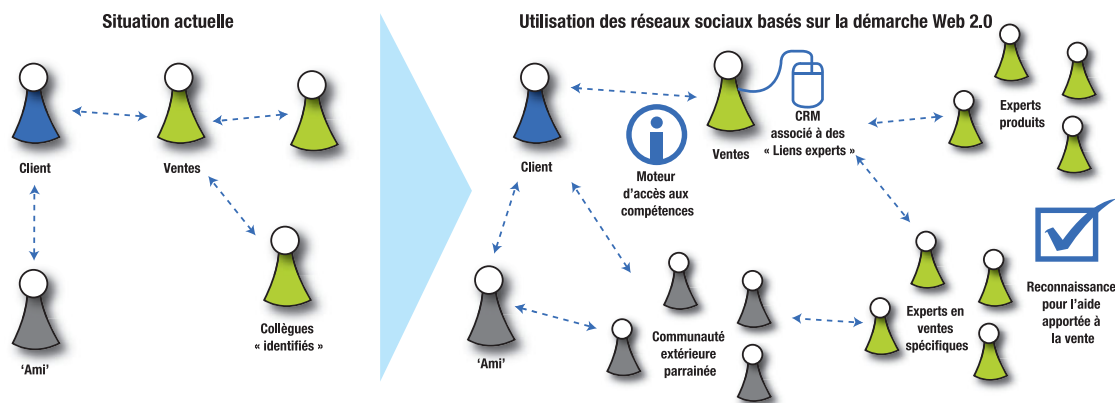 Situation actuelle
Client
Ventes
Collègues
« identifiés »
‘Ami’
Utilisation des réseaux sociaux basés sur la démarche Web 2.0
Client
Moteur
d’accès aux
compétences
Ventes
CRM
associé à des
« Liens experts »
Experts
produits
‘Ami’
Communauté
extérieure
parrainée
Experts en
ventes
spécifiques
Reconnaissance
pour l’aide
apportée à
la vente